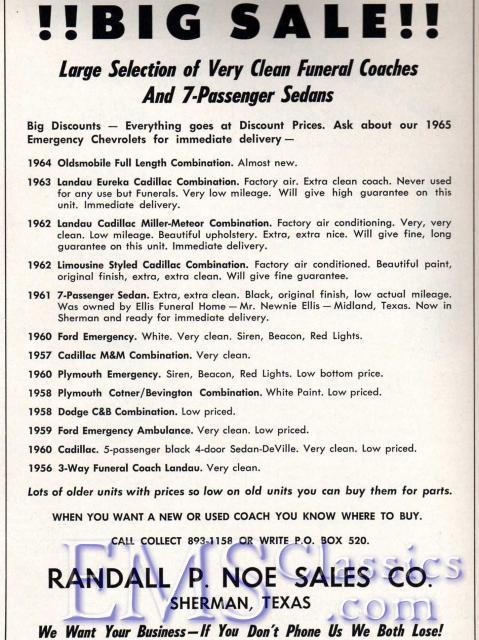 !!BIG SALE!!
Large Selection of Very Clean Funeral Coaches
And 7-Passenger Sedans
Big Discounts — Everything goes at Discount Prices. Ask about our 1965
Emergency Chevrolets for immediate delivery —
1964 Oldsmobile Full Length Combination. Almost new.
1963 Landau Eureka Cadillac Combination. Factory air. Extra clean coach. Never used
for any use but Funerals. Very low mileage. Will give high guarantee on this
unit. Immediate delivery.
1962 Landau Cadillac Miller-Meteor Combination. Factory air conditioning. Very, very
clean. Low mileage. Beautiful upholstery. Extra, extra nice. Will give fine, long
guarantee on this unit. Immediate delivery.
1962 Limousine Styled Cadillac Combination. Factory air conditioned. Beautiful paint,
original finish, extra, extra clean. Will give fine guarantee.
1961 7-Passenger Sedan. Extra, extra clean. Black, original finish, low actual mileage.
Was owned by Ellis Funeral Home — Mr. Newnie Ellis — Midland, Texas. Now in
Sherman and ready for immediate delivery.
1960 Ford Emergency. White. Very clean. Siren, Beacon, Red Lights.
1957 Cadillac M&M Combination. Very clean.
1960 Plymouth Emergency. Siren, Beacon, Red Lights. Low bottom price.
1958 Plymouth Cotner/Bevington Combination. White Paint. Low priced.
1958 Dodge C&B Combination. Low priced.
1959 Ford Emergency Ambulance. Very clean. Low priced.
1960 Cadillac. 5-passenger black 4-door Sedan-DeVille. Very clean. Low priced.
1956 3-Way Funeral Coach Landau. Very clean.
Lots of older units with prices so low on old units you can buy them for parts.
WHEN YOU WANT A NEW OR USED COACH YOU KNOW WHERE TO BUY.
CALL COLLECT 893-1158 OR WRITE P.O. BOX 520.
EMSClassics
.com
RANDALL P. NOE SALES CO.
SHERMAN, TEXAS
We Want Your Business—If You Don't Phone Us We Both Lose!